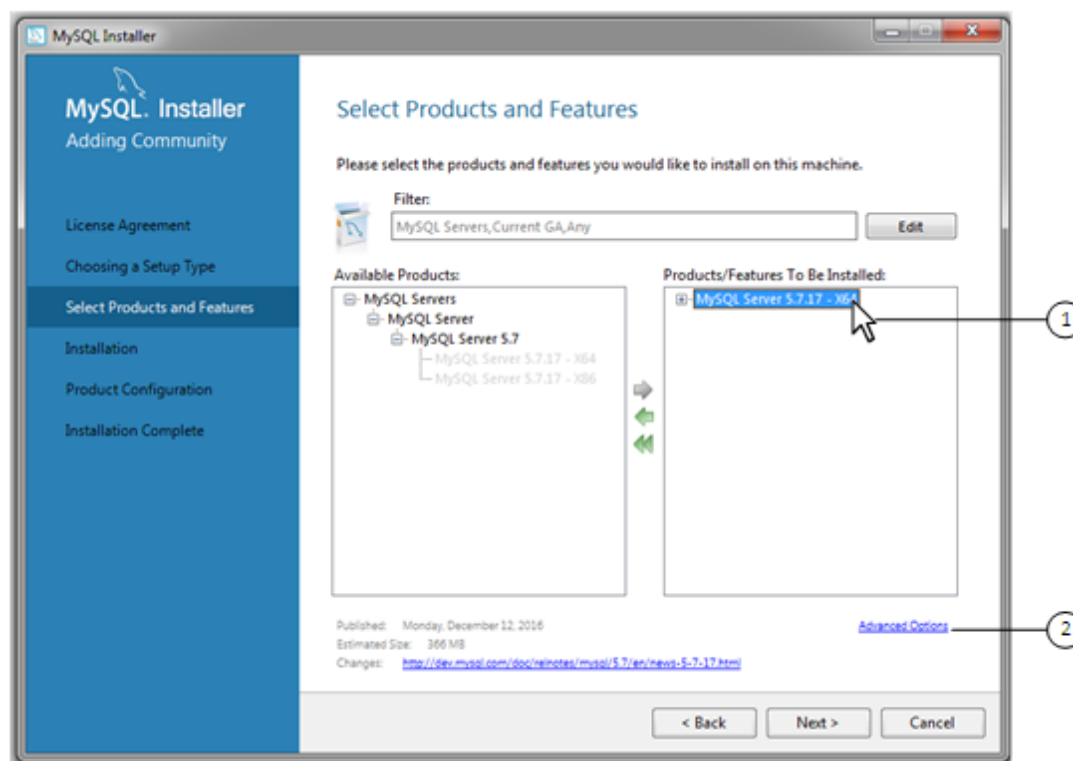 MySQL Installer
MySQL. Installer
Adding Community
License Agreement
Choosing a Setup Type
Select Products and Features
Installation
Product Configuration
Installation Complete
Select Products and Features
Please select the products and features you would like to install on this machine.
Filter:
MySQL Servers,Current GA,Any
Edit
Available Products:
MySQL Servers
MySQL Server
MySQL Server 5.7
MySQL Server 5.7.17 - X64
MySQL Server 5.7.17 - X86
Products/Features To Be Installed:
MySQL Server 5.7.17 - X64
1
Published: Monday, December 12, 2016
Estimated Size: 366 MB
Changes: http://dev.mysql.com/doc/relnotes/mysql/5.7/en/news-5-7-17.html
Advanced Options
2
< Back
Next >
Cancel